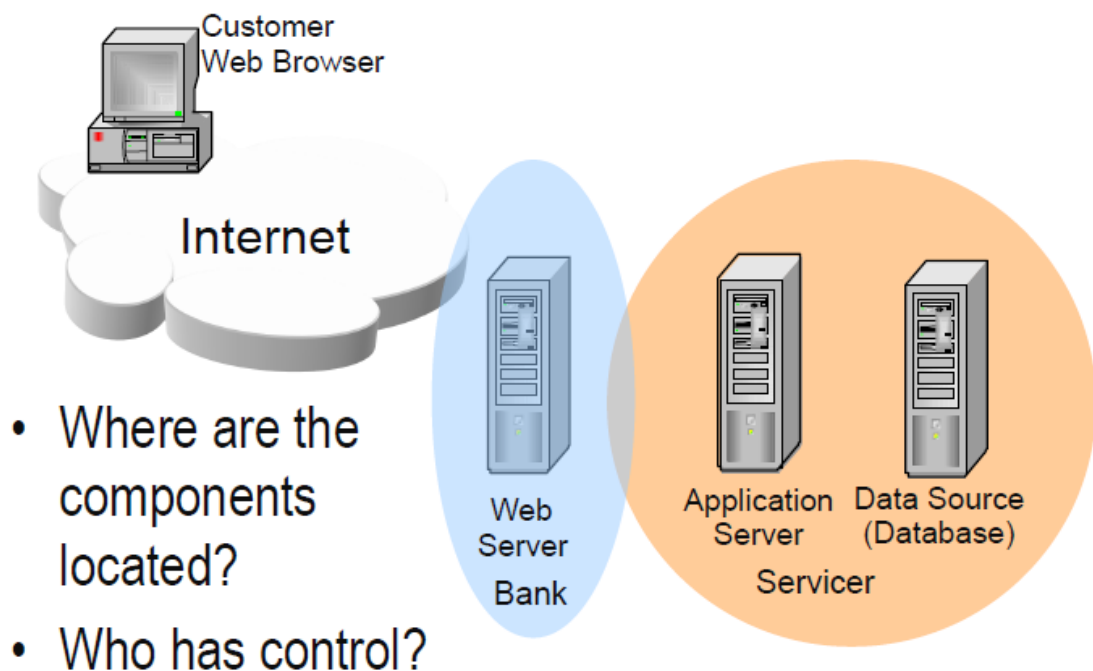 Customer
Web Browser
Internet
• Where are the
components
located?
• Who has control?
Web
Server
Bank
Application
Server
Data Source
(Database)
Servicer